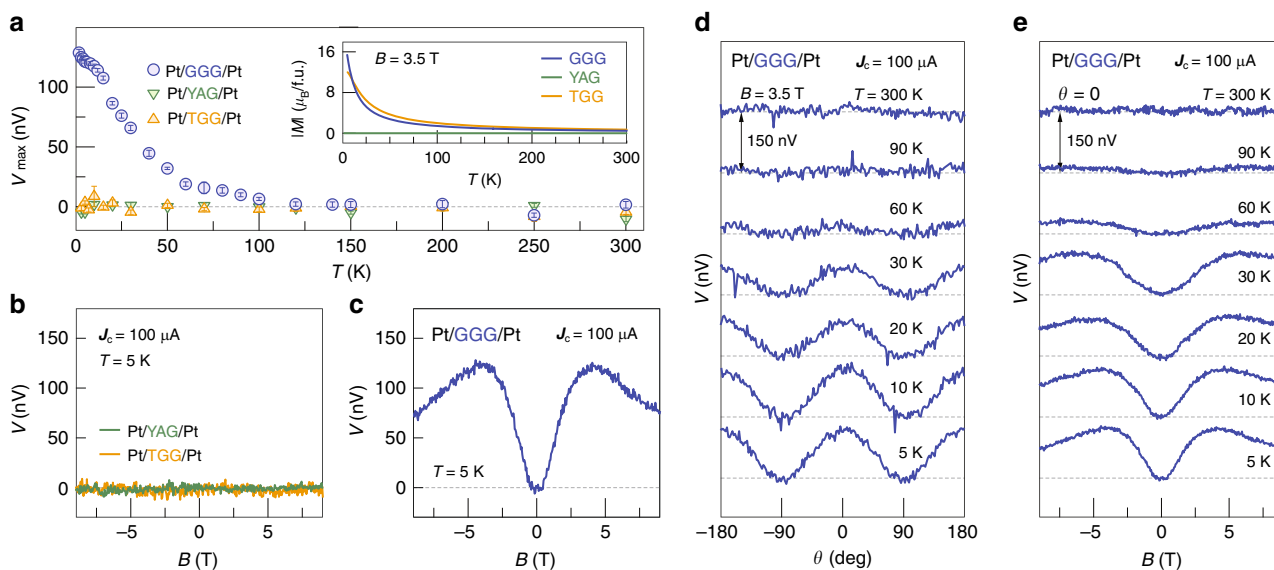 a
V max (nV)
100
50
0
Pt/GGG/Pt
Pt/YAG/Pt
Pt/TGG/Pt
0 50 100 150 200 250 300
T (K)
|M| (μB/f.u.)
16
8
0
B = 3.5 T
GGG
YAG
TGG
0 100 200 300
T (K)
b
V (nV)
150
100
50
0
Jc = 100 μA
T = 5 K
Pt/YAG/Pt
Pt/TGG/Pt
−5 0 5
B (T)
c
V (nV)
150
100
50
0
Pt/GGG/Pt Jc = 100 μA
T = 5 K
−5 0 5
B (T)
d
V (nV)
Pt/GGG/Pt Jc = 100 μA
B = 3.5 T T = 300 K
150 nV
90 K
60 K
30 K
20 K
10 K
5 K
−180 −90 0 90 180
θ (deg)
e
V (nV)
Pt/GGG/Pt Jc = 100 μA
θ = 0 T = 300 K
150 nV
90 K
60 K
30 K
20 K
10 K
5 K
−5 0 5
B (T)